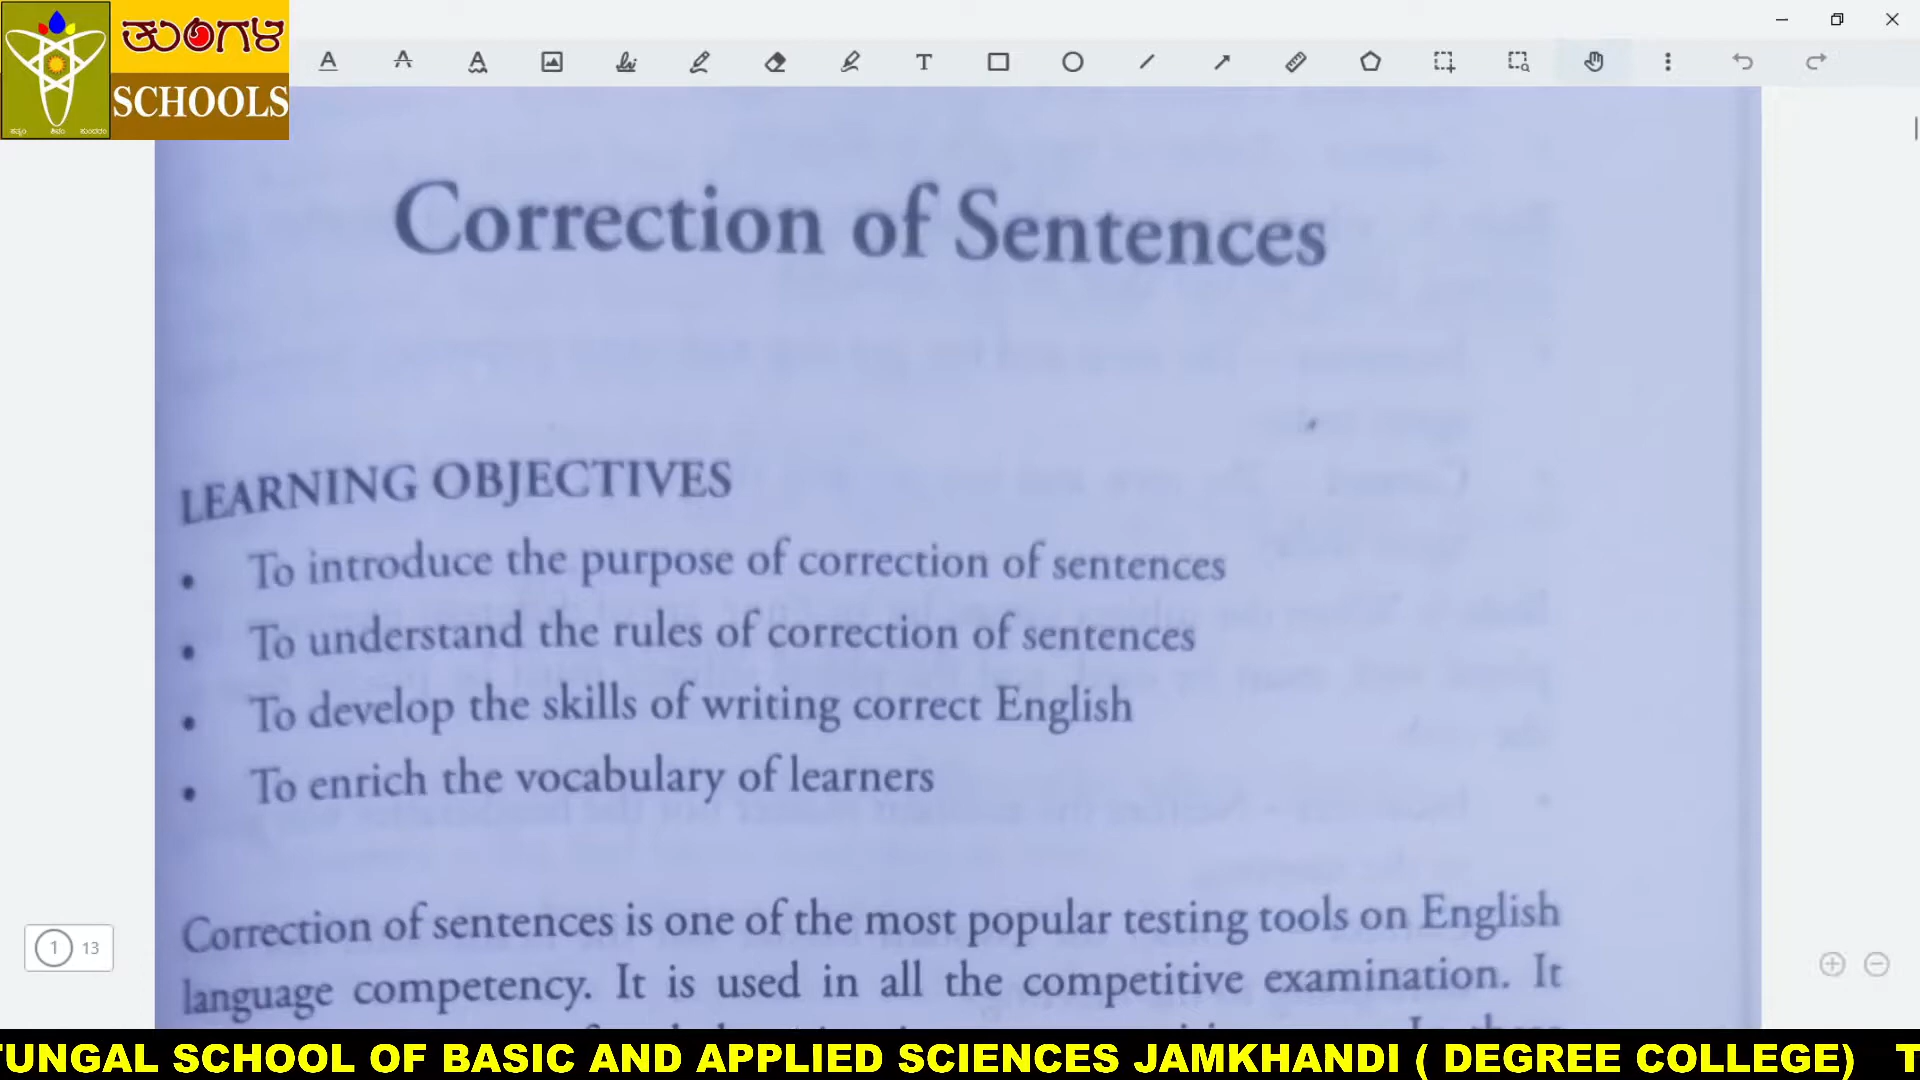 ತುಂಗಳ
SCHOOLS
ಸತ್ಯಂ ಶಿವಂ ಸುಂದರಂ
Correction of Sentences
LEARNING OBJECTIVES
• To introduce the purpose of correction of sentences
• To understand the rules of correction of sentences
• To develop the skills of writing correct English
• To enrich the vocabulary of learners
Correction of sentences is one of the most popular testing tools on English
language competency. It is used in all the competitive examination. It
1 13
TUNGAL SCHOOL OF BASIC AND APPLIED SCIENCES JAMKHANDI ( DEGREE COLLEGE) T